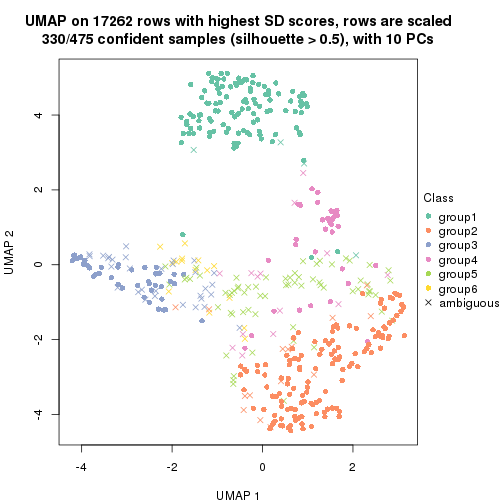 UMAP on 17262 rows with highest SD scores, rows are scaled
330/475 confident samples (silhouette > 0.5), with 10 PCs
4
2
0
-2
-4
UMAP 2
-4 -2 0 2
UMAP 1
Class
group1
group2
group3
group4
group5
group6
ambiguous